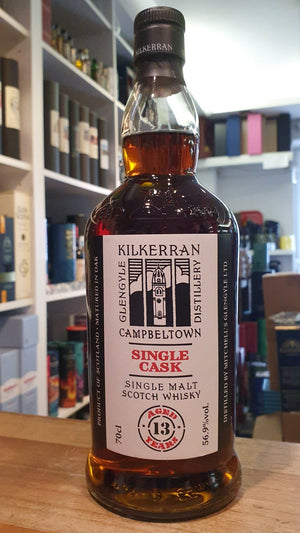 KILKERRAN
KILKERRAN
GLENGYLE
DISTILLERY
CAMPBELTOWN
SINGLE
CASK
SINGLE MALT
SCOTCH WHISKY
AGED
13
YEARS
70cl
56.9%vol.
PRODUCT OF SCOTLAND • MATURED IN OAK
DISTILLED BY MITCHELL'S GLENGYLE LTD.